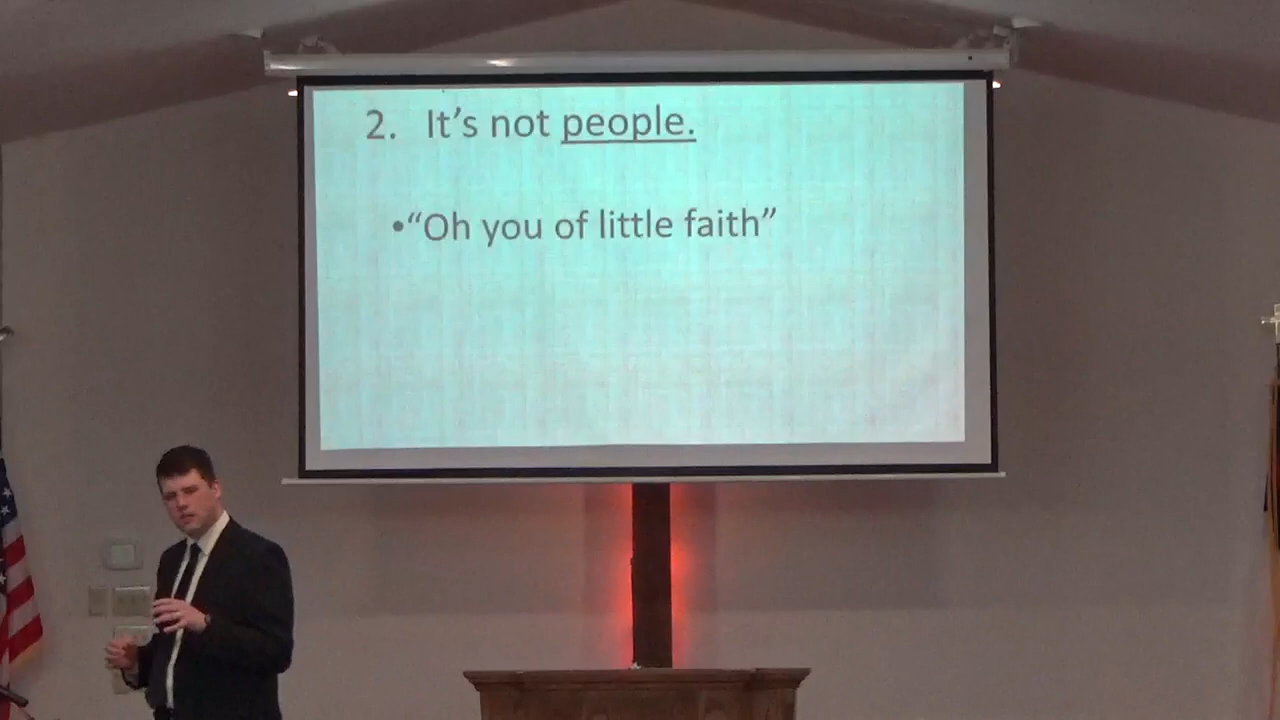 2. It’s not people.
•“Oh you of little faith”